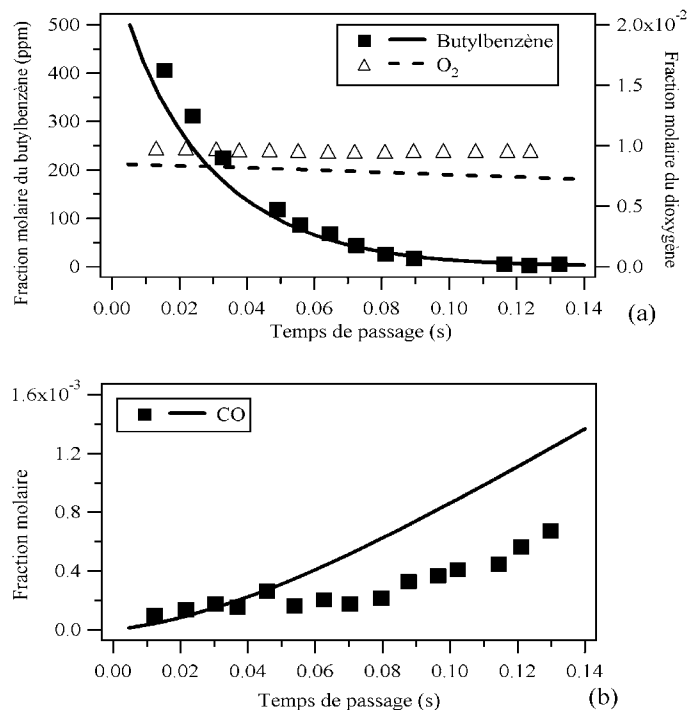 500
400
300
200
100
0
Fraction molaire du butylbenzène (ppm)
Butylbenzène
O2
2.0x10-2
1.5
1.0
0.5
0.0
Fraction molaire du dioxygène
0.00 0.02 0.04 0.06 0.08 0.10 0.12 0.14
Temps de passage (s)
(a)
1.6x10-3
1.2
0.8
0.4
0.0
Fraction molaire
CO
0.00 0.02 0.04 0.06 0.08 0.10 0.12 0.14
Temps de passage (s)
(b)